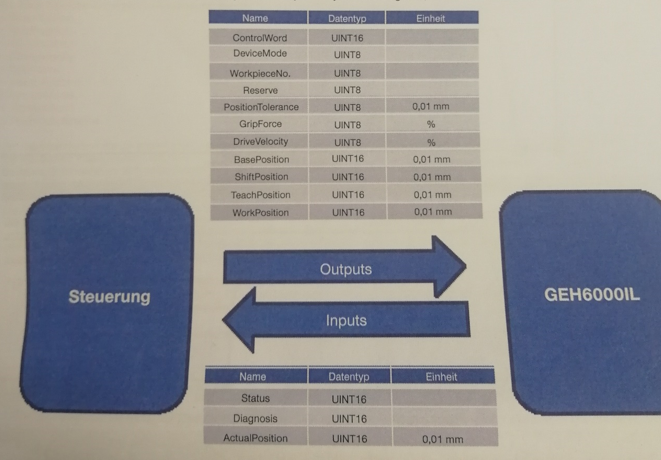 Name Datentyp Einheit
ControlWord UINT16
DeviceMode UINT8
WorkpieceNo. UINT8
Reserve UINT8
PositionTolerance UINT8 0,01 mm
GripForce UINT8 %
DriveVelocity UINT8 %
BasePosition UINT16 0,01 mm
ShiftPosition UINT16 0,01 mm
TeachPosition UINT16 0,01 mm
WorkPosition UINT16 0,01 mm
Steuerung
Outputs
Inputs
GEH6000IL
Name Datentyp Einheit
Status UINT16
Diagnosis UINT16
ActualPosition UINT16 0,01 mm